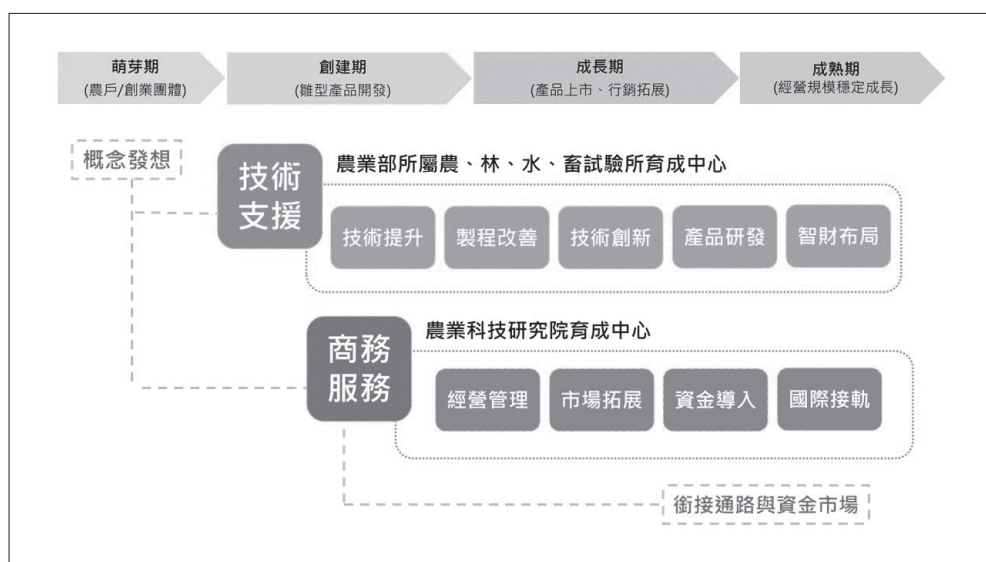 萌芽期
(農戶/創業團體)
創建期
(雛型產品開發)
成長期
(產品上市、行銷拓展)
成熟期
(經營規模穩定成長)
概念發想
技術
支援
農業部所屬農、林、水、畜試驗所育成中心
技術提升
製程改善
技術創新
產品研發
智財布局
商務
服務
農業科技研究院育成中心
經營管理
市場拓展
資金導入
國際接軌
銜接通路與資金市場